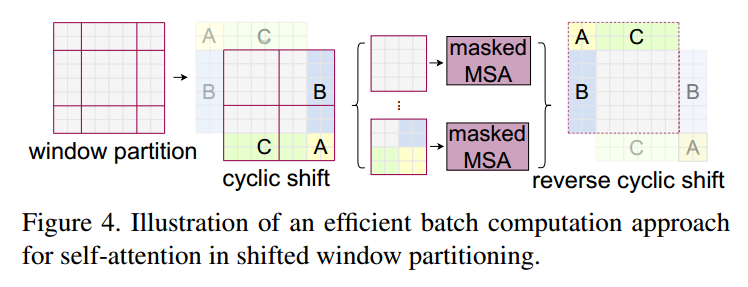 A C
B
B
C A
window partition
cyclic shift
masked
MSA
...
masked
MSA
A C
B
B
C A
reverse cyclic shift
Figure 4. Illustration of an efficient batch computation approach
for self-attention in shifted window partitioning.